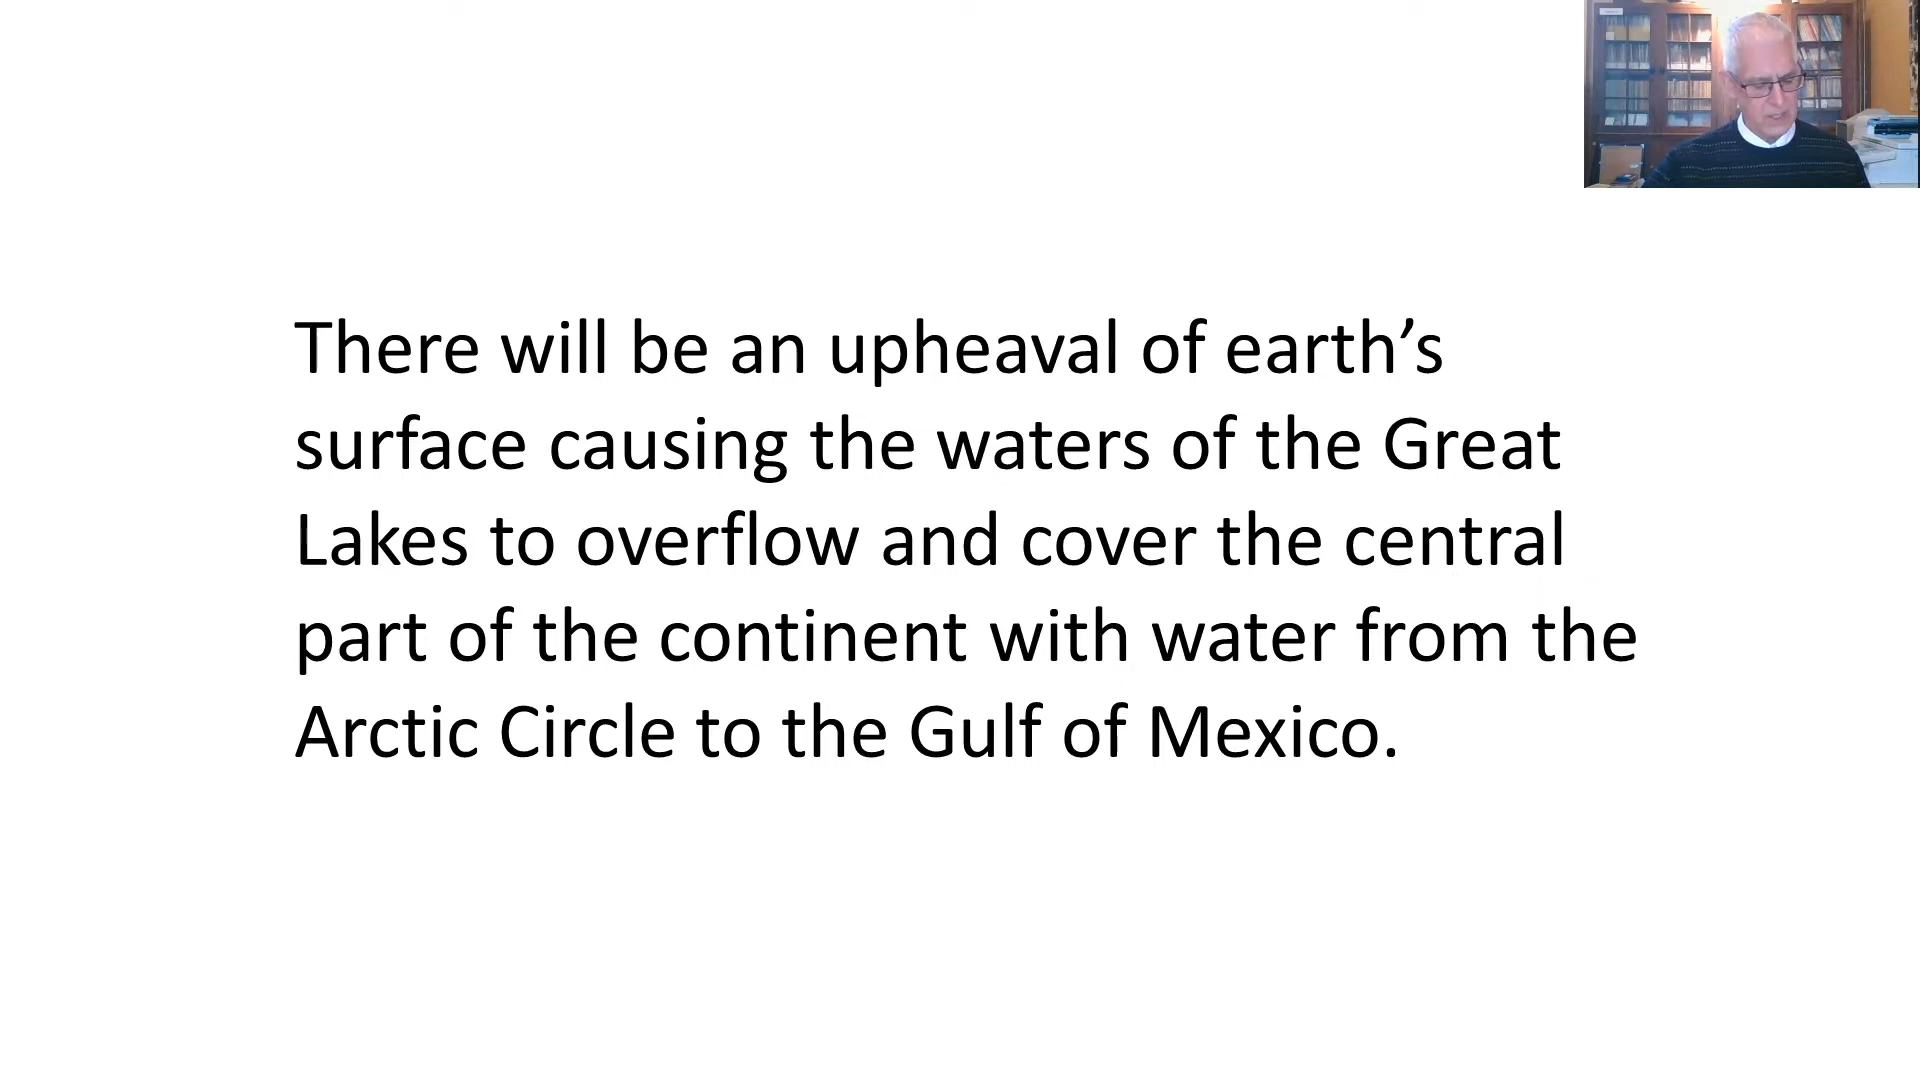 There will be an upheaval of earth’s
surface causing the waters of the Great
Lakes to overflow and cover the central
part of the continent with water from the
Arctic Circle to the Gulf of Mexico.